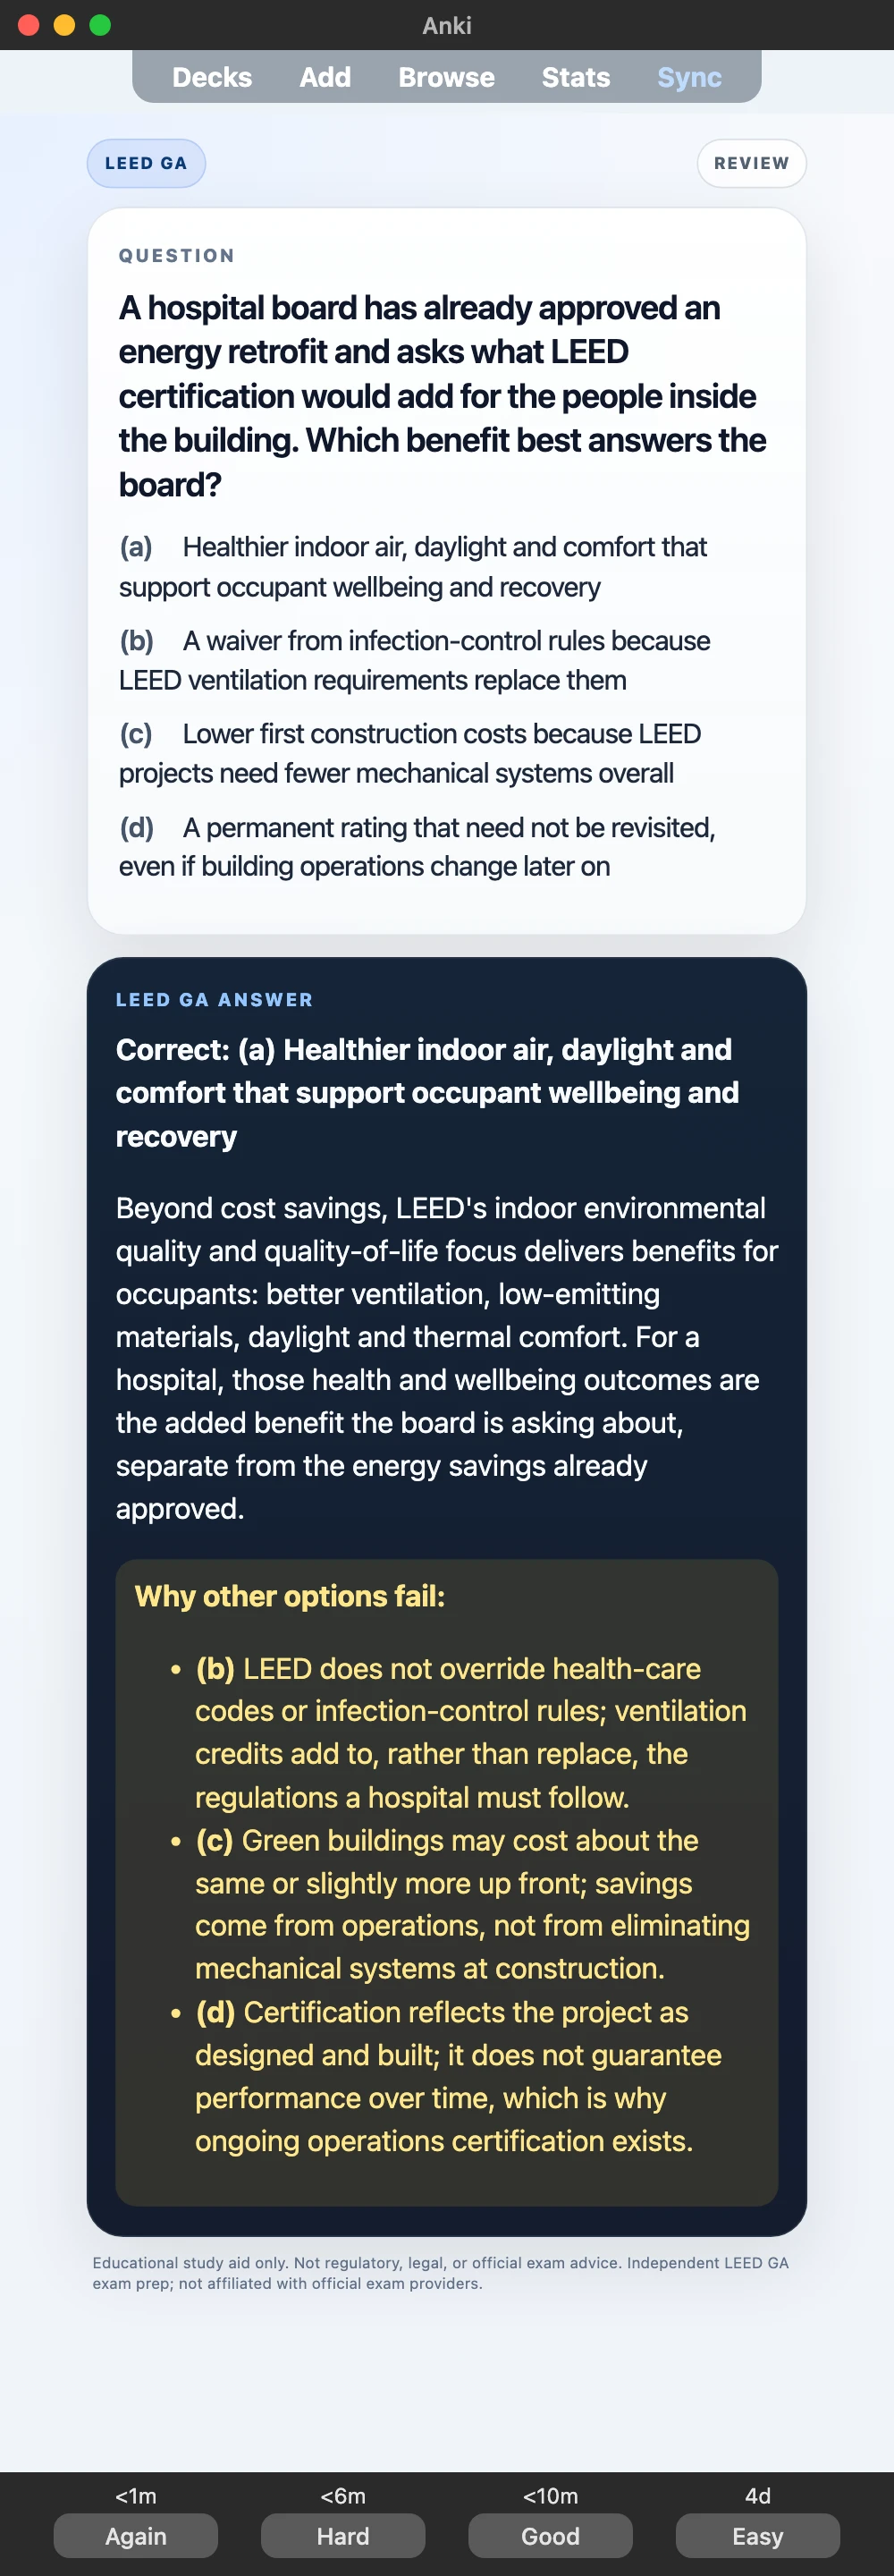 Anki
Decks Add Browse Stats Sync
LEED GA
REVIEW
QUESTION
A hospital board has already approved an
energy retrofit and asks what LEED
certification would add for the people inside
the building. Which benefit best answers the
board?
(a) Healthier indoor air, daylight and comfort that
support occupant wellbeing and recovery
(b) A waiver from infection-control rules because
LEED ventilation requirements replace them
(c) Lower first construction costs because LEED
projects need fewer mechanical systems overall
(d) A permanent rating that need not be revisited,
even if building operations change later on
LEED GA ANSWER
Correct: (a) Healthier indoor air, daylight and
comfort that support occupant wellbeing and
recovery
Beyond cost savings, LEED's indoor environmental
quality and quality-of-life focus delivers benefits for
occupants: better ventilation, low-emitting
materials, daylight and thermal comfort. For a
hospital, those health and wellbeing outcomes are
the added benefit the board is asking about,
separate from the energy savings already
approved.
Why other options fail:
• (b) LEED does not override health-care
codes or infection-control rules; ventilation
credits add to, rather than replace, the
regulations a hospital must follow.
• (c) Green buildings may cost about the
same or slightly more up front; savings
come from operations, not from eliminating
mechanical systems at construction.
• (d) Certification reflects the project as
designed and built; it does not guarantee
performance over time, which is why
ongoing operations certification exists.
Educational study aid only. Not regulatory, legal, or official exam advice. Independent LEED GA
exam prep; not affiliated with official exam providers.
<1m <6m <10m 4d
Again Hard Good Easy